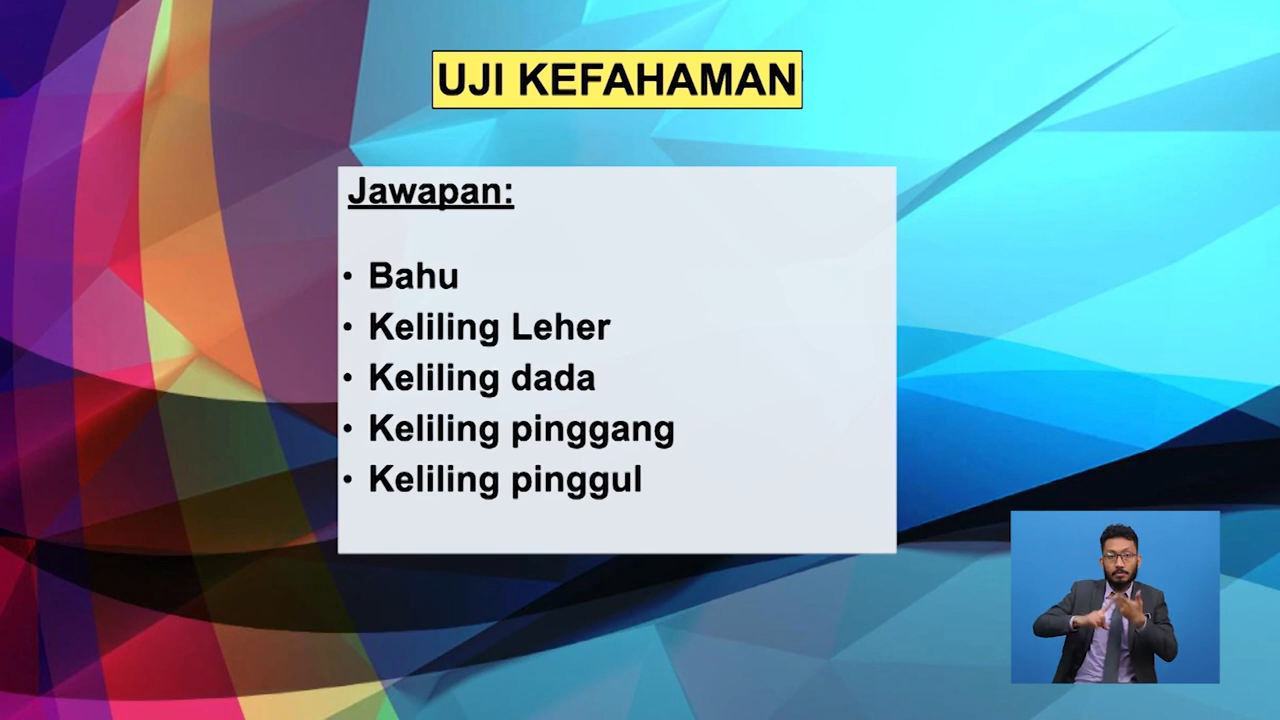 UJI KEFAHAMAN
Jawapan:
• Bahu
• Keliling Leher
• Keliling dada
• Keliling pinggang
• Keliling pinggul